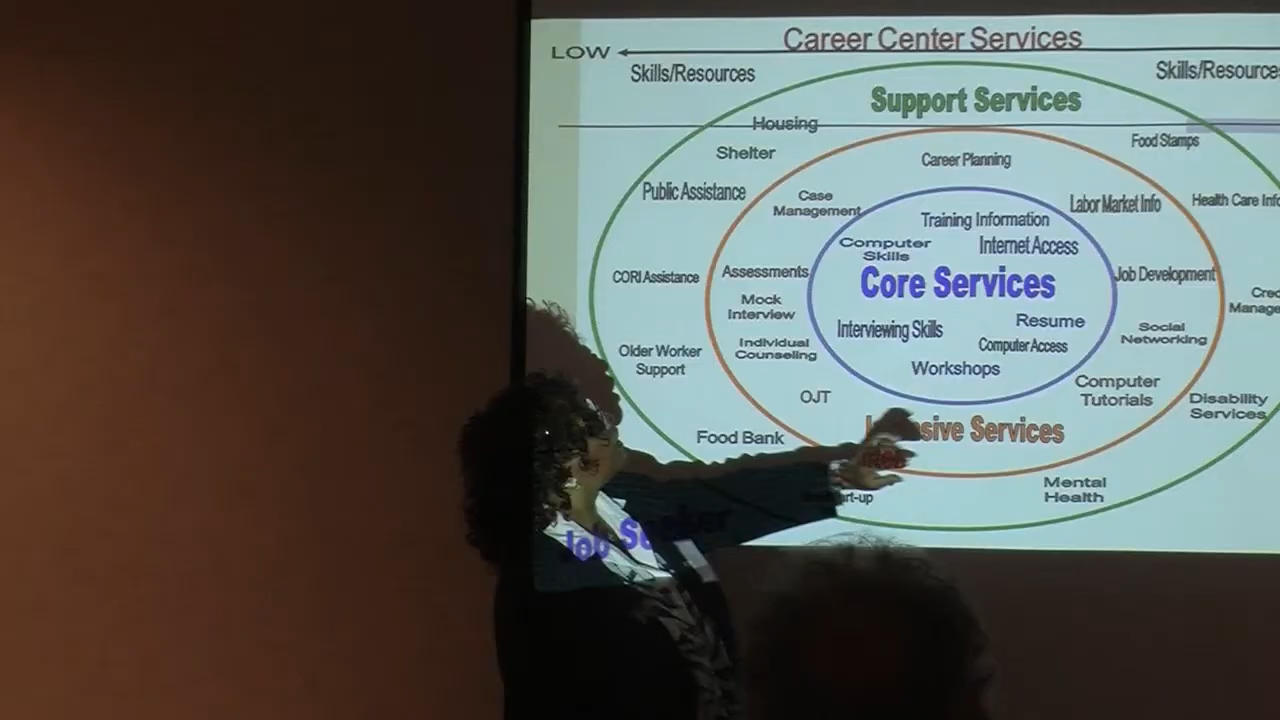 Career Center Services
LOW
Skills/Resources
Skills/Resources
Support Services
Housing
Food Stamps
Shelter
Career Planning
Public Assistance
Case
Management
Labor Market Info
Health Care Info
Training Information
Computer
Skills
Internet Access
CORI Assistance
Assessments
Core Services
Job Development
Mock
Interview
Interviewing Skills
Resume
Social
Networking
Individual
Counseling
Computer Access
Older Worker
Support
Workshops
OJT
Computer
Tutorials
Disability
Services
Food Bank
Services
Mental
Health
Job Seeker